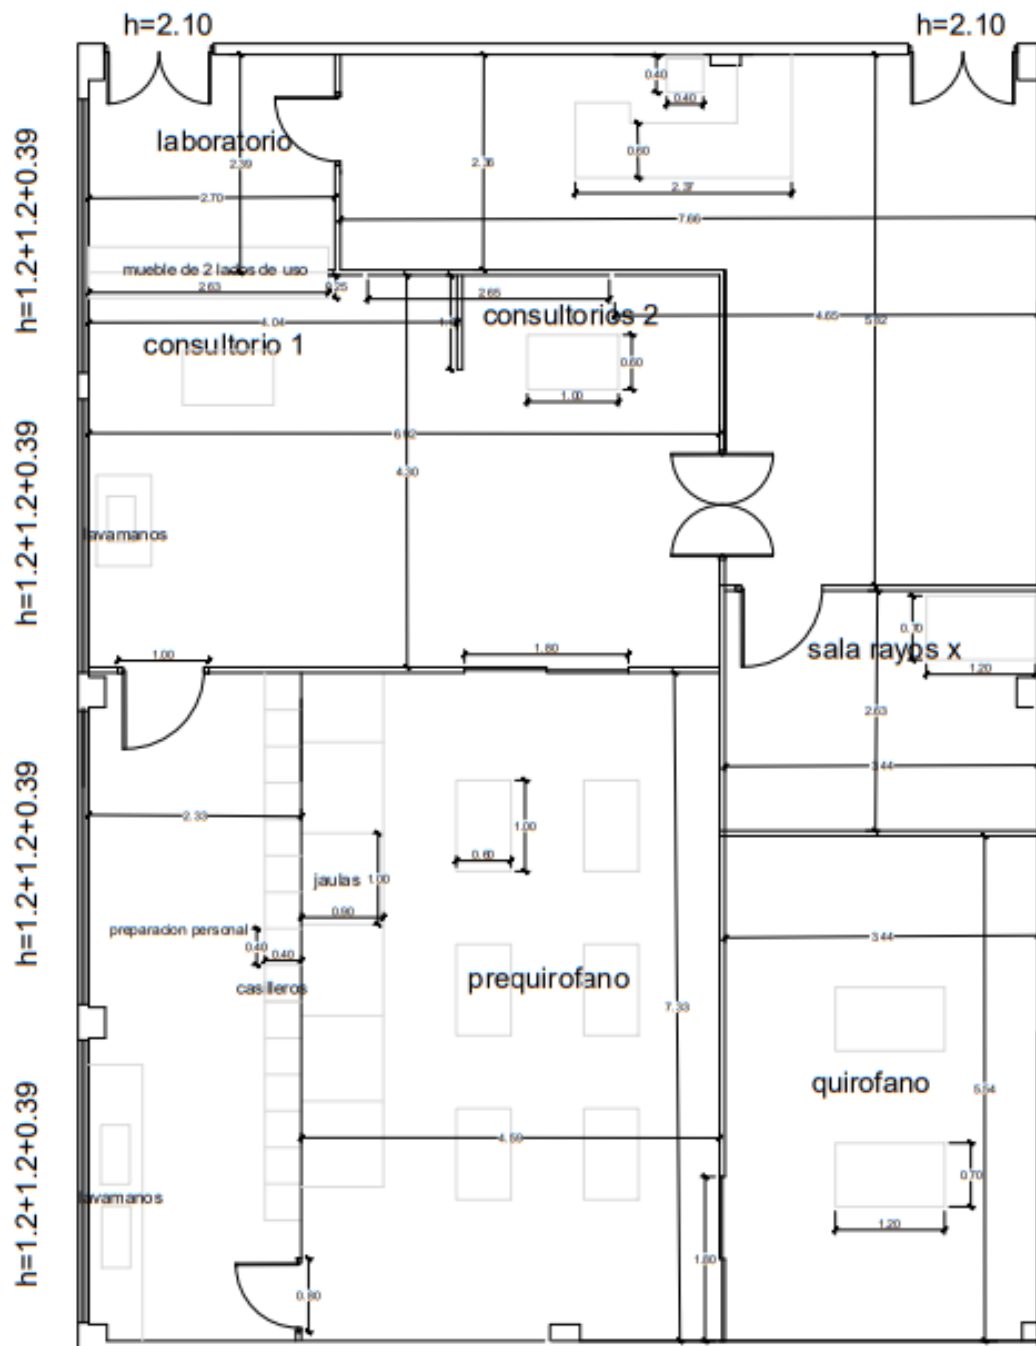 h=2.10
h=2.10
0.40
0.40
laboratorio
2.39
2.36
0.60
2.37
2.70
7.66
h=1.2+1.2+0.39
mueble de 2 lados de uso
2.63
0.25
2.65
4.04
consultorios 2
4.65
5.82
consultorio 1
0.60
1.00
6.92
4.30
h=1.2+1.2+0.39
lavamanos
1.00
1.80
sala rayos x
0.70
1.20
2.63
3.44
2.33
1.00
0.60
h=1.2+1.2+0.39
jaulas
1.00
0.90
preparacion personal
0.40
0.40
casilleros
prequirofano
3.44
7.33
quirofano
5.54
h=1.2+1.2+0.39
4.59
lavamanos
0.70
1.20
1.80
0.80